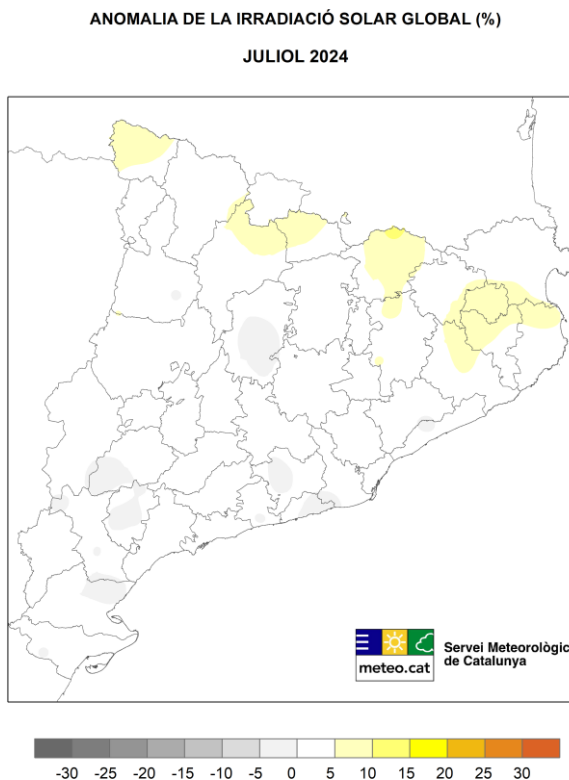 ANOMALIA DE LA IRRADIACIÓ SOLAR GLOBAL (%)
JULIOL 2024
meteo.cat
Servei Meteorològic
de Catalunya
-30 -25 -20 -15 -10 -5 0 5 10 15 20 25 30